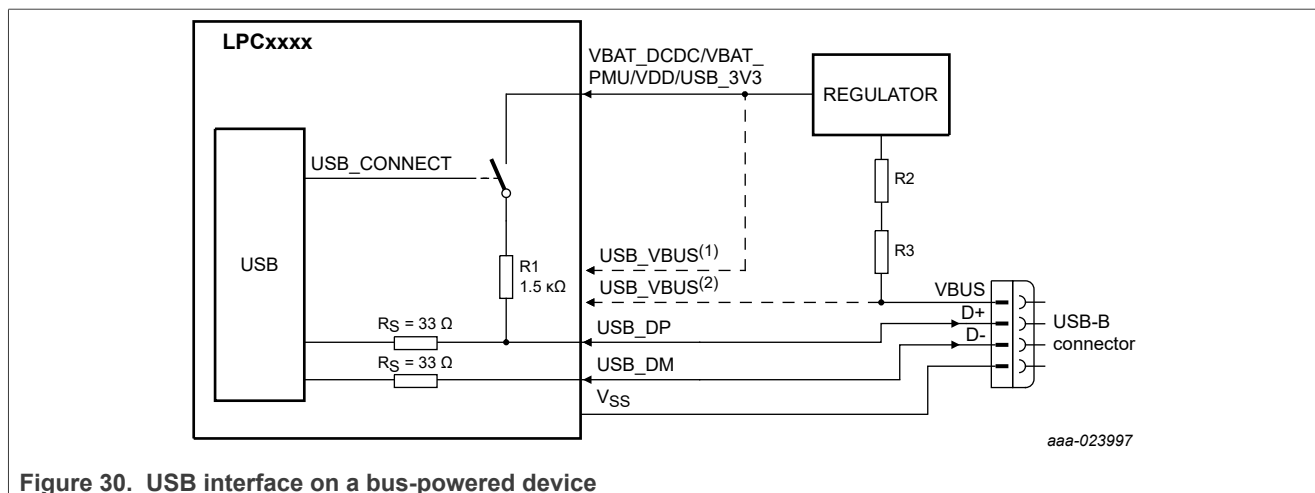 LPCxxxx
VBAT_DCDC/VBAT_
PMU/VDD/USB_3V3
REGULATOR
USB_CONNECT
R2
R3
USB
R1
1.5 κΩ
USB_VBUS(1)
USB_VBUS(2)
VBUS
D+
D-
USB-B
connector
RS = 33 Ω
USB_DP
RS = 33 Ω
USB_DM
VSS
aaa-023997
Figure 30. USB interface on a bus-powered device